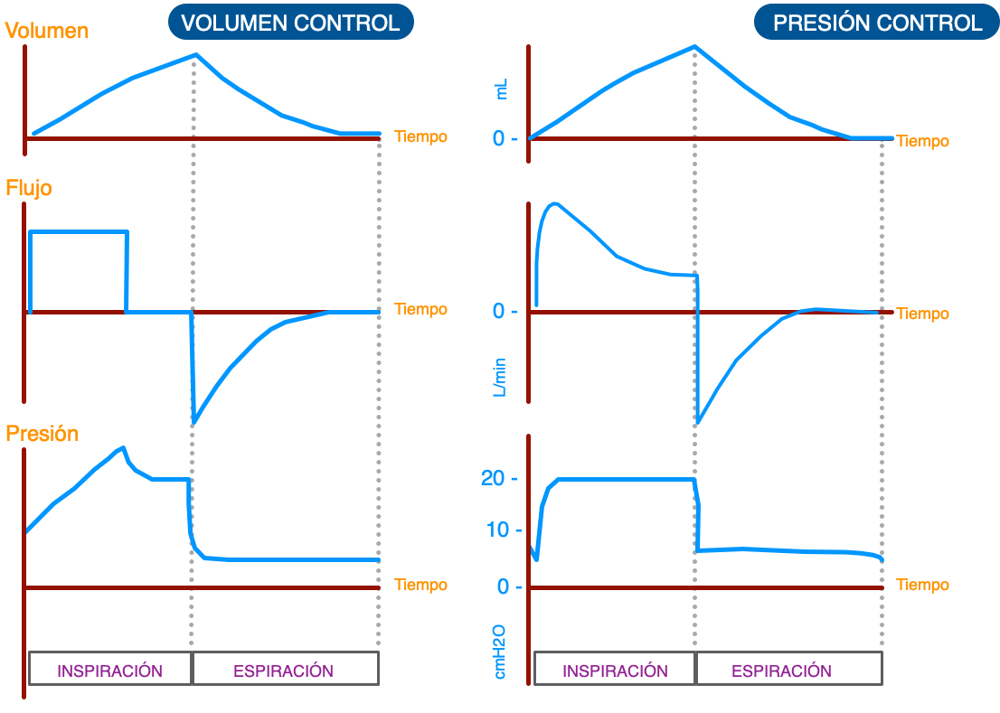 VOLUMEN CONTROL
Volumen
Tiempo
Flujo
Tiempo
Presión
Tiempo
INSPIRACIÓN
ESPIRACIÓN
PRESIÓN CONTROL
mL
0 -
Tiempo
0 -
Tiempo
L/min
20 -
10 -
0 -
Tiempo
cmH2O
INSPIRACIÓN
ESPIRACIÓN